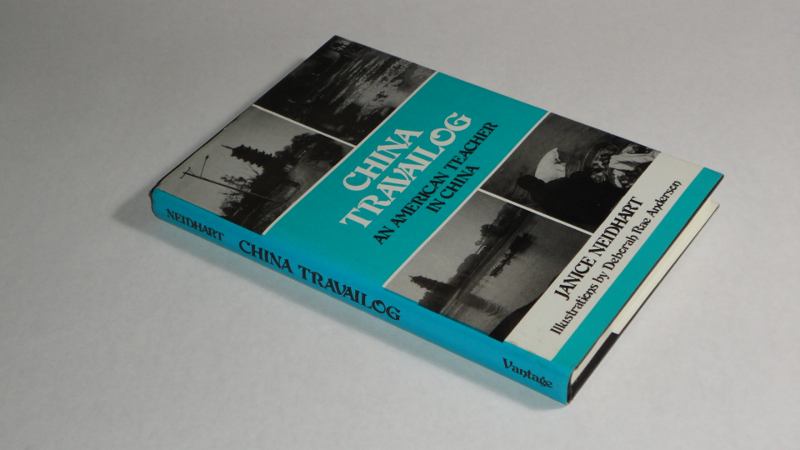 CHINA
TRAVAILOG
AN AMERICAN TEACHER
IN CHINA
JANICE NEIDHART
Illustrations by Deborah Rae Anderson
NEIDHART CHINA TRAVAILOG Vantage